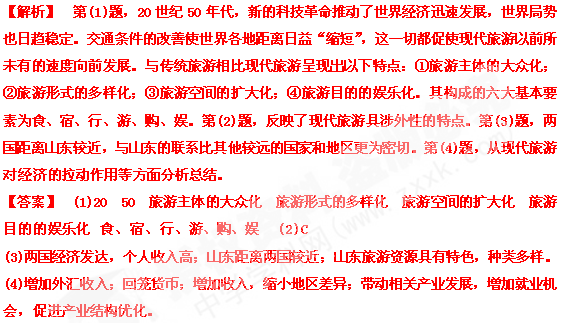 【解析】 第(1)题，20世纪50年代，新的科技革命推动了世界经济迅速发展，世界局势
也日趋稳定。交通条件的改善使世界各地距离日益“缩短”，这一切都促使现代旅游以前所
未有的速度向前发展。与传统旅游相比现代旅游呈现出以下特点：①旅游主体的大众化；
②旅游形式的多样化；③旅游空间的扩大化；④旅游目的的娱乐化。其构成的六大基本要
素为食、宿、行、游、购、娱。第(2)题，反映了现代旅游具涉外性的特点。第(3)题，两
国距离山东较近，与山东的联系比其他较远的国家和地区更为密切。第(4)题，从现代旅游
对经济的拉动作用等方面分析总结。
【答案】 (1)20 50 旅游主体的大众化 旅游形式的多样化 旅游空间的扩大化 旅游
目的的娱乐化 食、宿、行、游、购、娱 (2)C
(3)两国经济发达，个人收入高；山东距离两国较近；山东旅游资源具有特色，种类多样。
(4)增加外汇收入；回笼货币；增加收入，缩小地区差异；带动相关产业发展，增加就业机
会，促进产业结构优化。